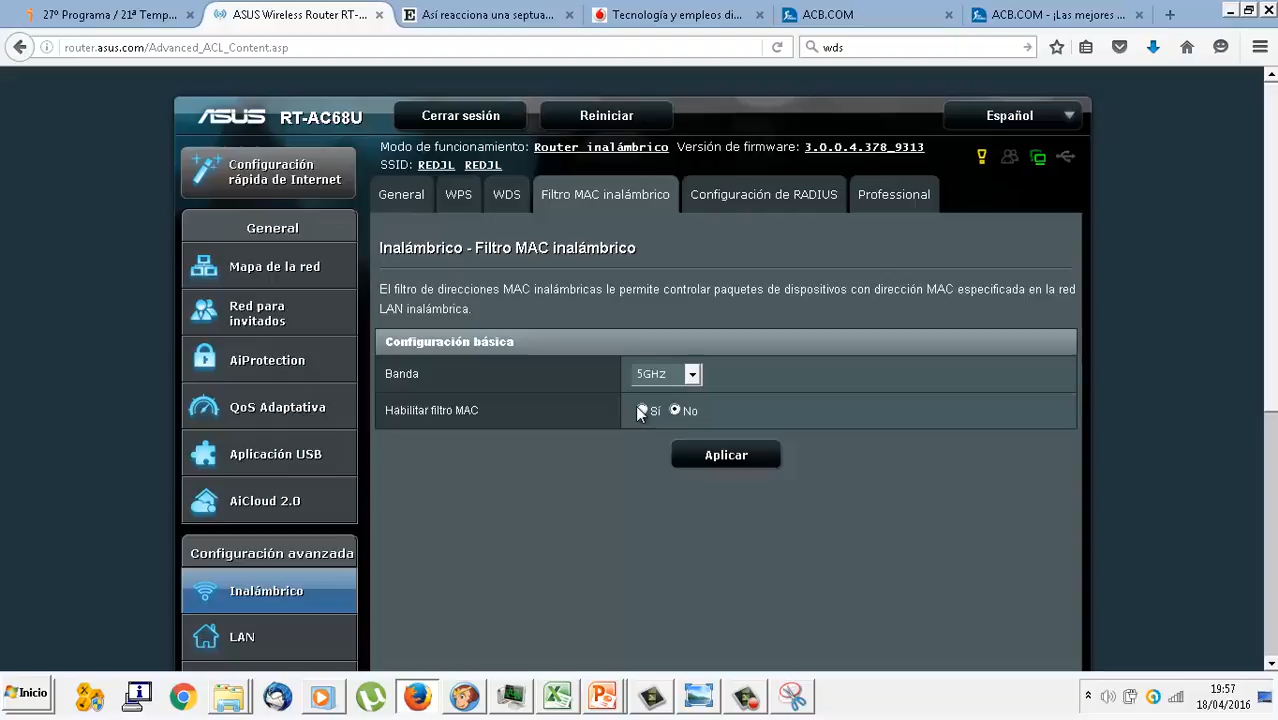 27º Programa / 21ª Temp...
ASUS Wireless Router RT-...
Así reacciona una septua...
Tecnología y empleos di...
ACB.COM
ACB.COM - ¡Las mejores ...
router.asus.com/Advanced_ACL_Content.asp
wds
RT-AC68U
Cerrar sesión
Reiniciar
Español
Modo de funcionamiento: Router inalámbrico Versión de firmware: 3.0.0.4.378_9313
SSID: REDJL REDJL
Configuración
rápida de Internet
General
WPS
WDS
Filtro MAC inalámbrico
Configuración de RADIUS
Professional
General
Mapa de la red
Red para
invitados
AiProtection
QoS Adaptativa
Aplicación USB
AiCloud 2.0
Configuración avanzada
Inalámbrico
LAN
Inalámbrico - Filtro MAC inalámbrico
El filtro de direcciones MAC inalámbricas le permite controlar paquetes de dispositivos con dirección MAC especificada en la red
LAN inalámbrica.
Configuración básica
Banda
5GHz
Habilitar filtro MAC
Sí No
Aplicar
Inicio
19:57
18/04/2016
/ASUS